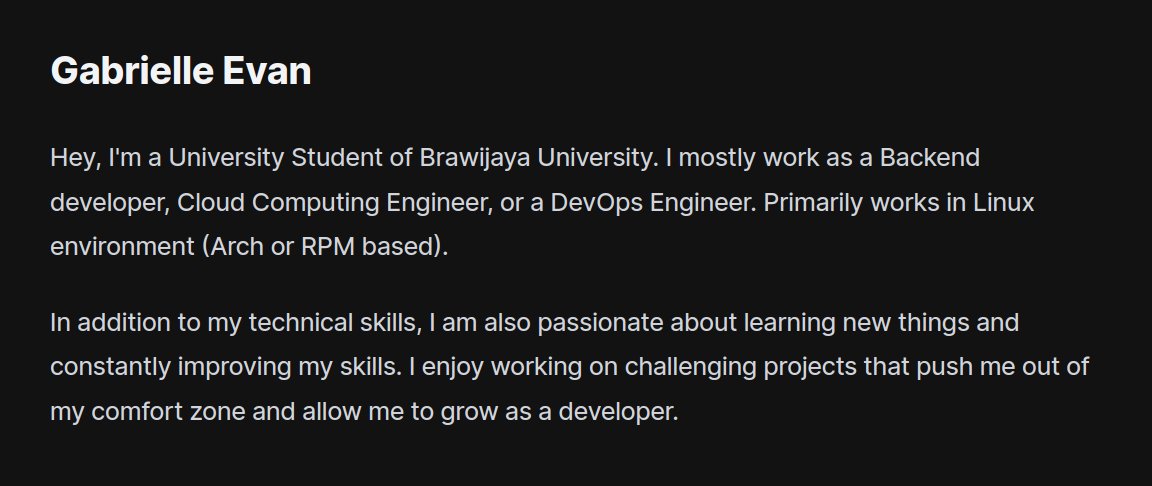 Gabrielle Evan
Hey, I'm a University Student of Brawijaya University. I mostly work as a Backend
developer, Cloud Computing Engineer, or a DevOps Engineer. Primarily works in Linux
environment (Arch or RPM based).
In addition to my technical skills, I am also passionate about learning new things and
constantly improving my skills. I enjoy working on challenging projects that push me out of
my comfort zone and allow me to grow as a developer.